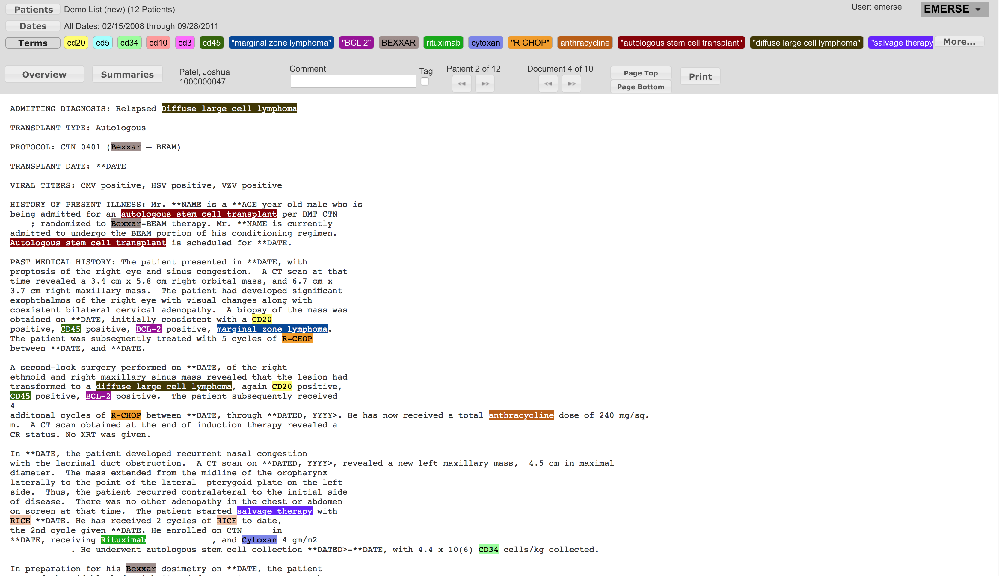 Patients Demo List (new) (12 Patients) User: emerse EMERSE
Dates All Dates: 02/15/2008 through 09/28/2011
Terms cd20 cd5 cd34 cd10 cd3 cd45 "marginal zone lymphoma" "BCL 2" BEXXAR rituximab cytoxan "R CHOP" anthracycline "autologous stem cell transplant" "diffuse large cell lymphoma" "salvage therapy More...
Overview Summaries
Patel, Joshua
1000000047
Comment
Tag
Patient 2 of 12
Document 4 of 10
Page Top
Page Bottom
Print
ADMITTING DIAGNOSIS: Relapsed Diffuse large cell lymphoma
TRANSPLANT TYPE: Autologous
PROTOCOL: CTN 0401 (Bexxar – BEAM)
TRANSPLANT DATE: **DATE
VIRAL TITERS: CMV positive, HSV positive, VZV positive
HISTORY OF PRESENT ILLNESS: Mr. **NAME is a **AGE year old male who is
being admitted for an autologous stem cell transplant per BMT CTN
; randomized to Bexxar-BEAM therapy. Mr. **NAME is currently
admitted to undergo the BEAM portion of his conditioning regimen.
Autologous stem cell transplant is scheduled for **DATE.
PAST MEDICAL HISTORY: The patient presented in **DATE, with
proptosis of the right eye and sinus congestion.  A CT scan at that
time revealed a 3.4 cm x 5.8 cm right orbital mass, and 6.7 cm x
3.7 cm right maxillary mass.  The patient had developed significant
exophthalmos of the right eye with visual changes along with
coexistent bilateral cervical adenopathy.  A biopsy of the mass was
obtained on **DATE, initially consistent with a CD20
positive, CD45 positive, BCL-2 positive, marginal zone lymphoma.
The patient was subsequently treated with 5 cycles of R-CHOP
between **DATE, and **DATE.
A second-look surgery performed on **DATE, of the right
ethmoid and right maxillary sinus mass revealed that the lesion had
transformed to a diffuse large cell lymphoma, again CD20 positive,
CD45 positive, BCL-2 positive.  The patient subsequently received
4
additonal cycles of R-CHOP between **DATE, through **DATED, YYYY>. He has now received a total anthracycline dose of 240 mg/sq.
m.  A CT scan obtained at the end of induction therapy revealed a
CR status. No XRT was given.
In **DATE, the patient developed recurrent nasal congestion
with the lacrimal duct obstruction.  A CT scan on **DATED, YYYY>, revealed a new left maxillary mass,  4.5 cm in maximal
diameter.  The mass extended from the midline of the oropharynx
laterally to the point of the lateral  pterygoid plate on the left
side.  Thus, the patient recurred contralateral to the initial side
of disease.  There was no other adenopathy in the chest or abdomen
on screen at that time.  The patient started salvage therapy with
RICE **DATE. He has received 2 cycles of RICE to date,
the 2nd cycle given **DATE. He enrolled on CTN      in
**DATE, receiving Rituximab             , and Cytoxan 4 gm/m2
. He underwent autologous stem cell collection **DATED>-**DATE, with 4.4 x 10(6) CD34 cells/kg collected.
In preparation for his Bexxar dosimetry on **DATE, the patient